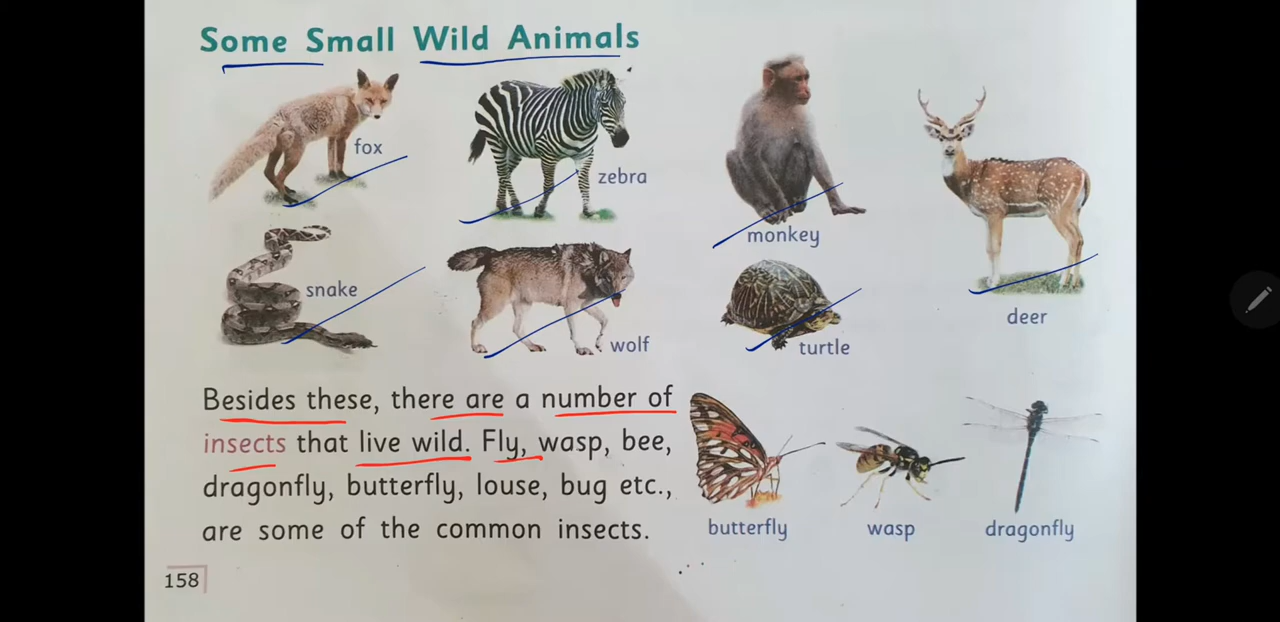 Some Small Wild Animals
fox
zebra
monkey
deer
snake
wolf
turtle
Besides these, there are a number of
insects that live wild. Fly, wasp, bee,
dragonfly, butterfly, louse, bug etc.,
are some of the common insects.
butterfly
wasp
dragonfly
158